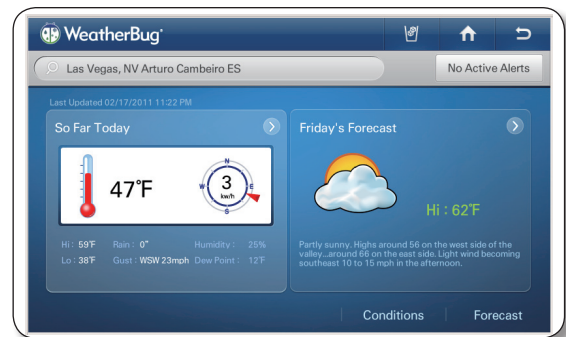 WeatherBug
Las Vegas, NV Arturo Cambeiro ES
No Active Alerts
Last Updated 02/17/2011 11:22 PM
So Far Today
47°F
N
W
E
S
3
km/h
Hi : 59°F Rain : 0" Humidity : 25%
Lo : 38°F Gust : WSW 23mph Dew Point : 12°F
Friday's Forecast
Hi : 62°F
Partly sunny. Highs around 56 on the west side of the
valley...around 66 on the east side. Light wind becoming
southeast 10 to 15 mph in the afternoon.
Conditions
Forecast